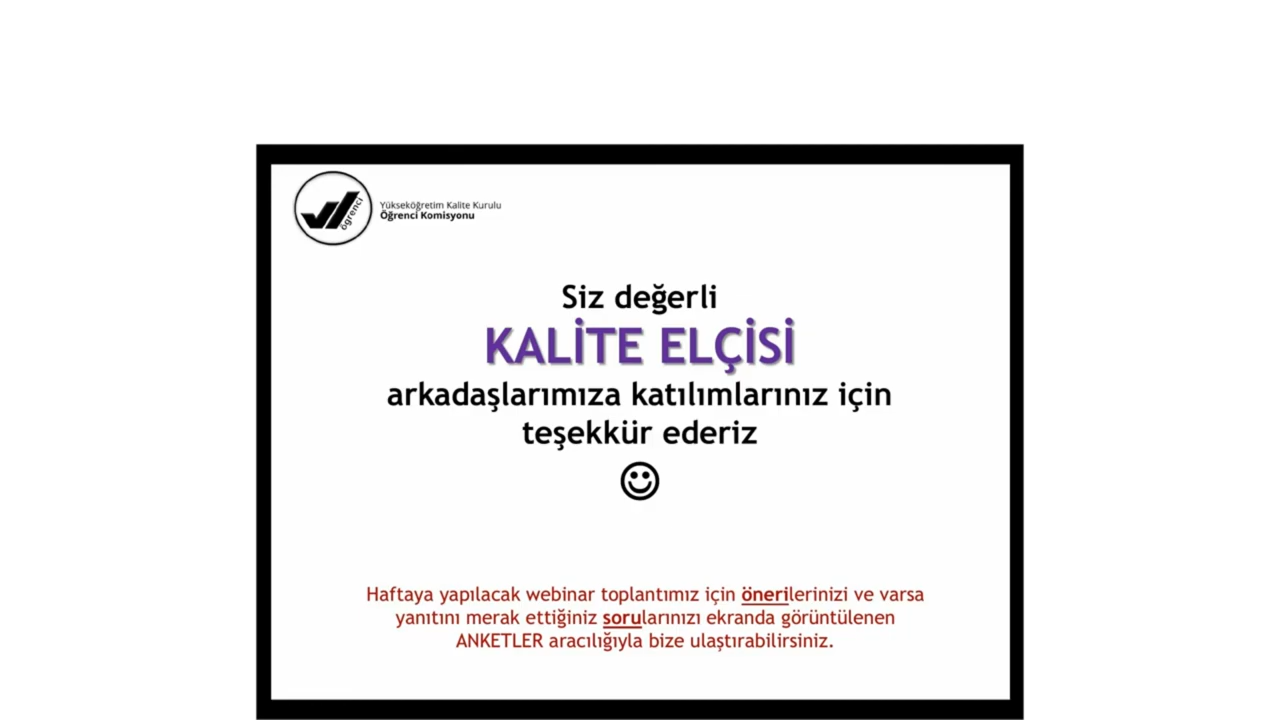 öğrenci
Yükseköğretim Kalite Kurulu
Öğrenci Komisyonu
Siz değerli
KALİTE ELÇİSİ
arkadaşlarımıza katılımlarınız için
teşekkür ederiz
Haftaya yapılacak webinar toplantımız için önerilerinizi ve varsa
yanıtını merak ettiğiniz sorularınızı ekranda görüntülenen
ANKETLER aracılığıyla bize ulaştırabilirsiniz.